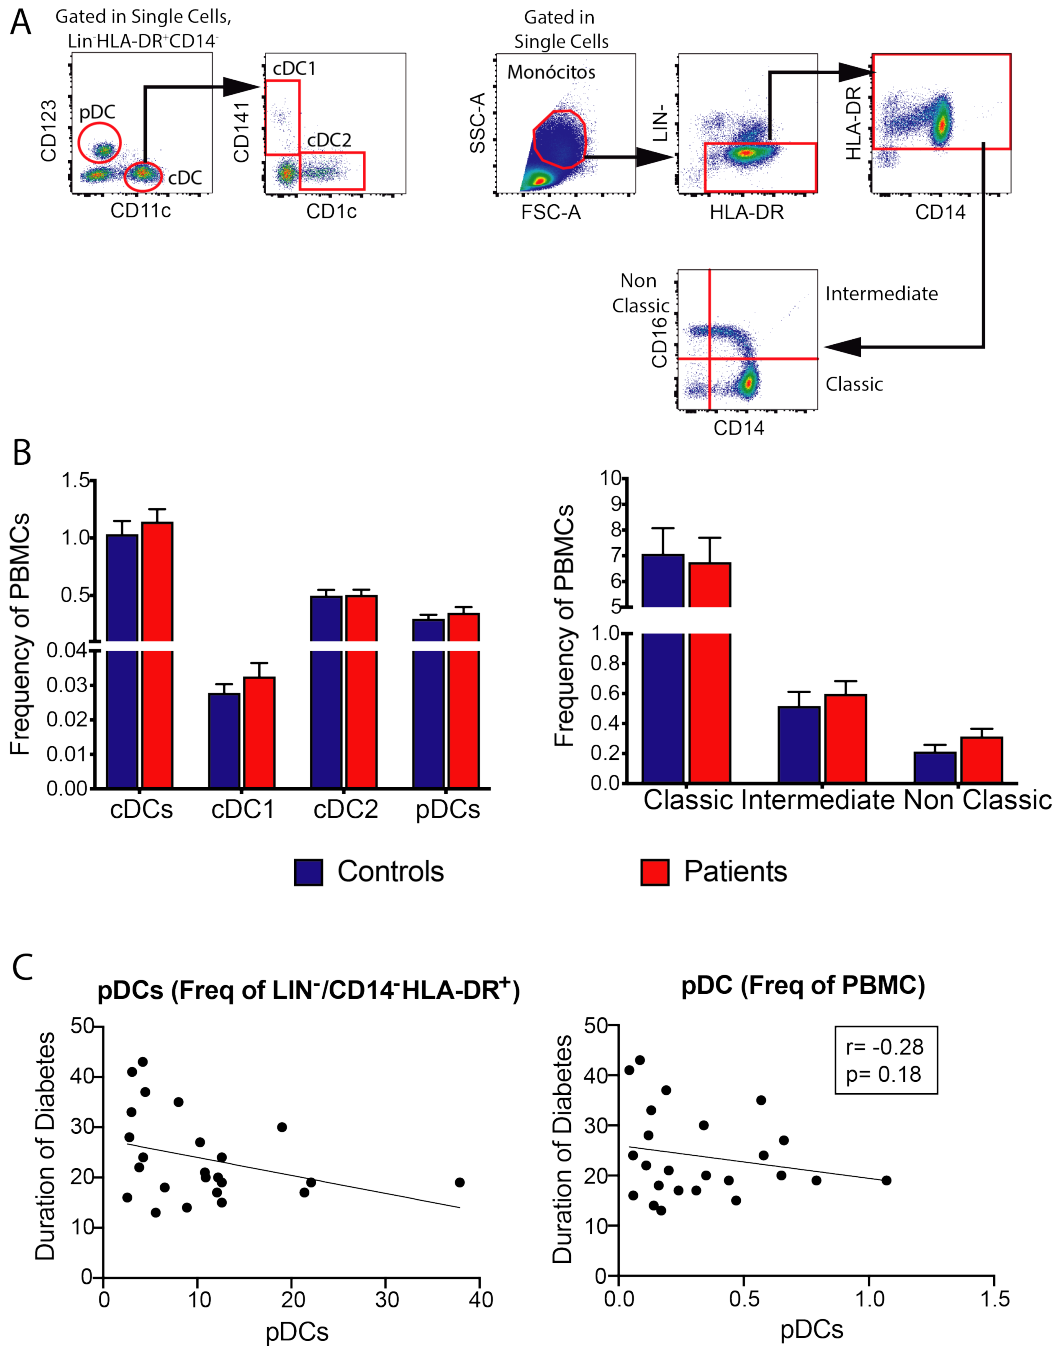 A
Gated in Single Cells,
Lin-HLA-DR+CD14-
CD123
pDC
cDC
CD11c
CD141
cDC1
cDC2
CD1c
Gated in
Single Cells
SSC-A
Monócitos
FSC-A
LIN-
HLA-DR
HLA-DR
CD14
Non
Classic
CD16
Intermediate
Classic
CD14
B
Frequency of PBMCs
1.5
1.0
0.5
0.04
0.03
0.02
0.01
0.00
cDCs cDC1 cDC2 pDCs
Frequency of PBMCs
10
9
8
7
6
5
1.0
0.8
0.6
0.4
0.2
0.0
Classic Intermediate Non Classic
Controls Patients
C
pDCs (Freq of LIN-/CD14-HLA-DR+)
Duration of Diabetes
50
40
30
20
10
0
0 10 20 30 40
pDCs
pDC (Freq of PBMC)
Duration of Diabetes
50
40
30
20
10
0
r= -0.28
p= 0.18
0.0 0.5 1.0 1.5
pDCs